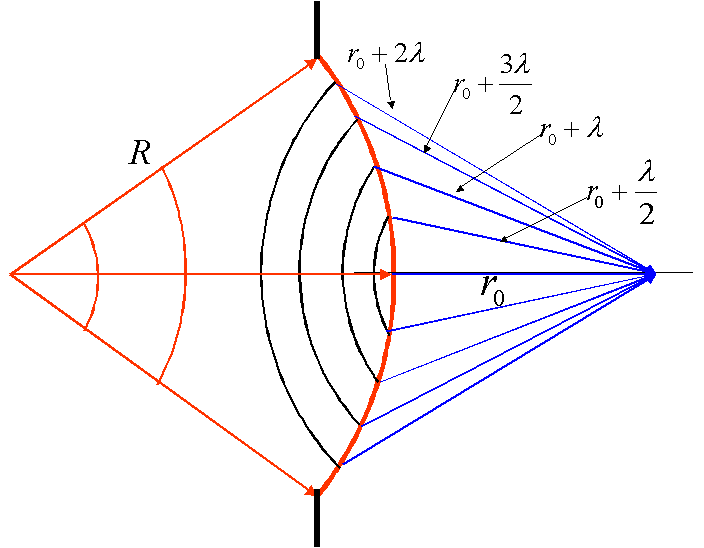 r₀ + 2λ
r₀ + 3λ/2
r₀ + λ
R
r₀ + λ/2
r₀